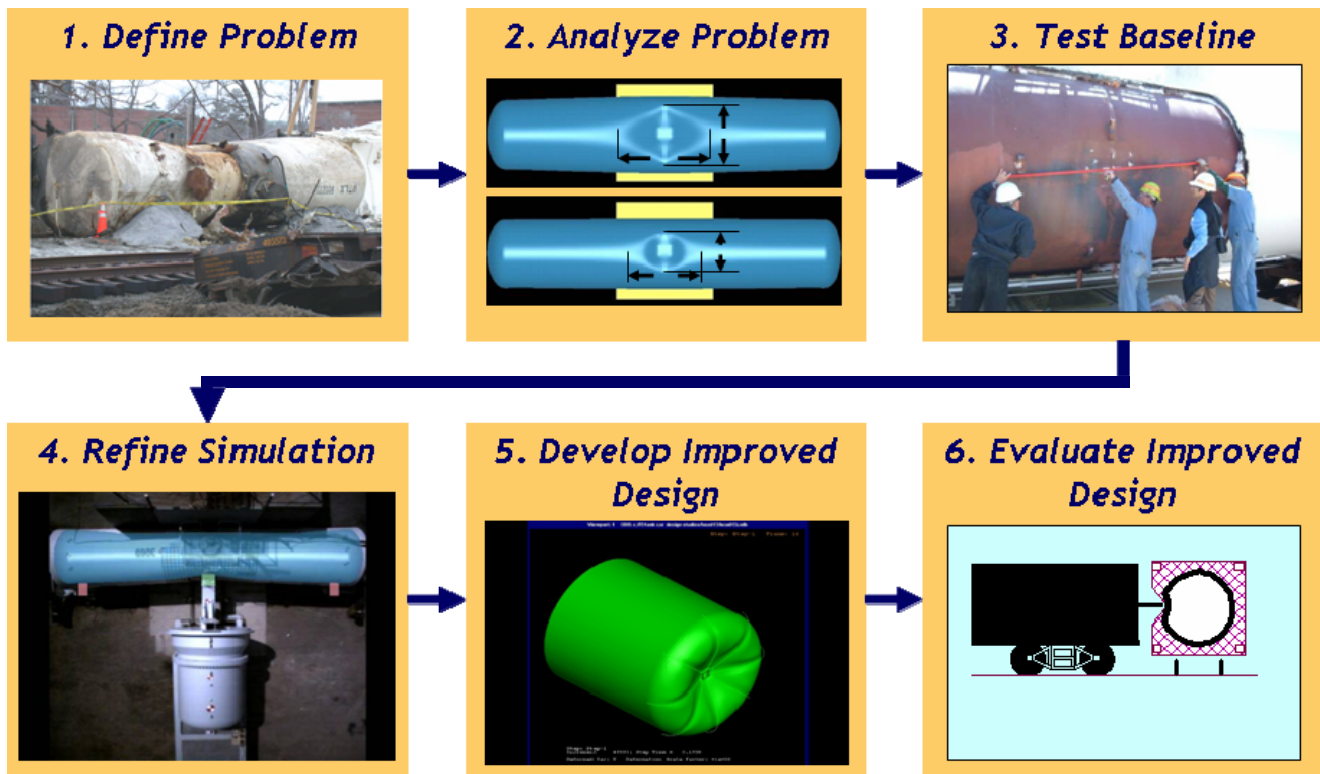 1. Define Problem
2. Analyze Problem
3. Test Baseline
4. Refine Simulation
5. Develop Improved
Design
6. Evaluate Improved
Design